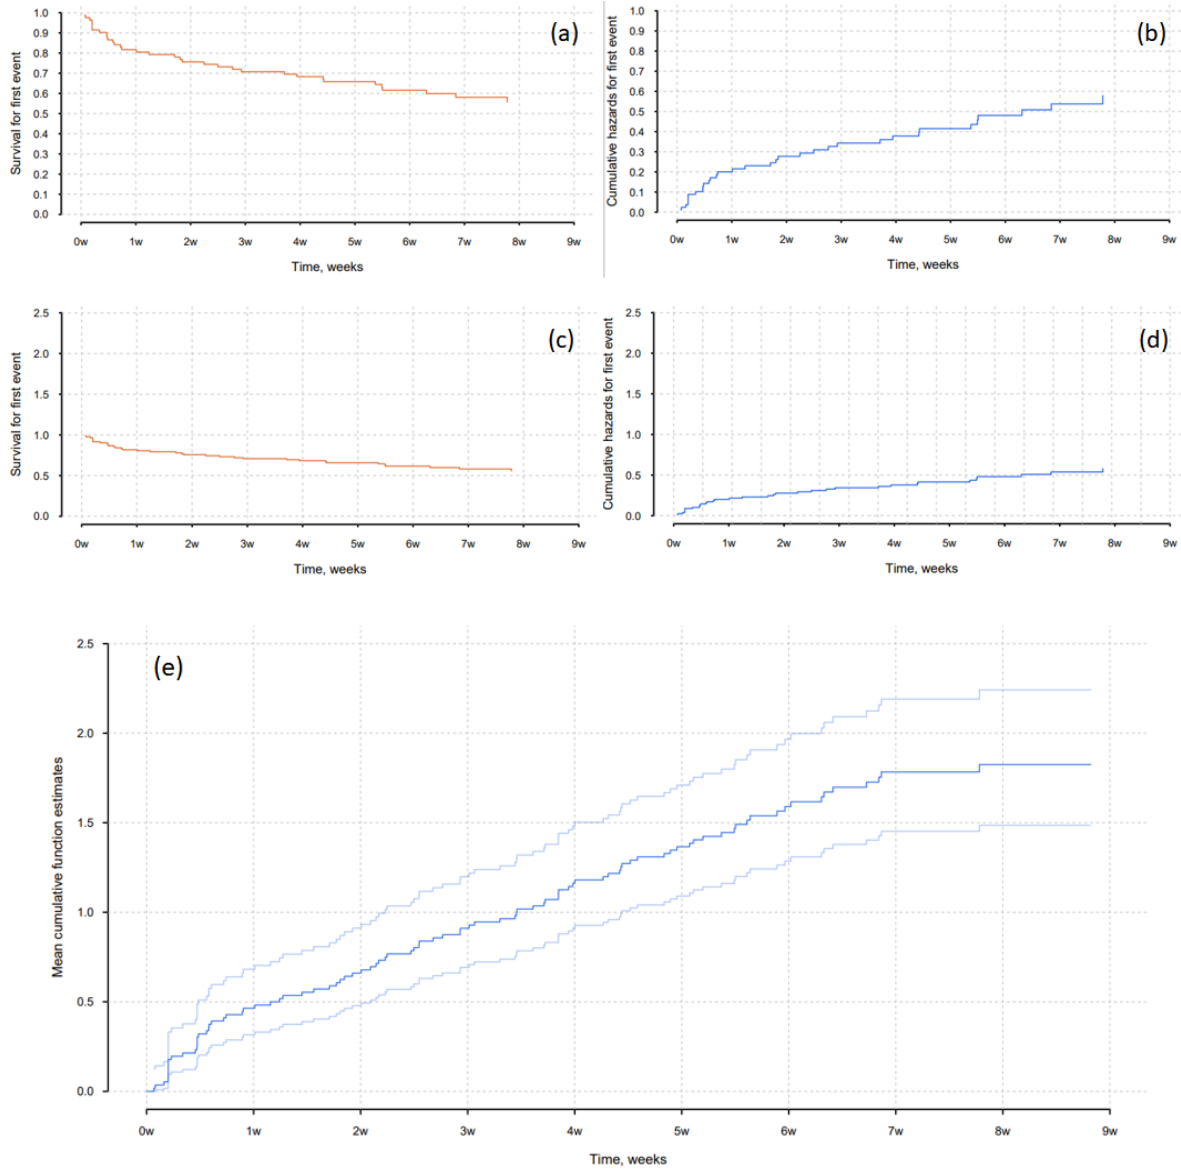 (a)
Survival for first event
1.0
0.9
0.8
0.7
0.6
0.5
0.4
0.3
0.2
0.1
0.0
0w 1w 2w 3w 4w 5w 6w 7w 8w 9w
Time, weeks
(b)
Cumulative hazards for first event
1.0
0.9
0.8
0.7
0.6
0.5
0.4
0.3
0.2
0.1
0.0
0w 1w 2w 3w 4w 5w 6w 7w 8w 9w
Time, weeks
(c)
Survival for first event
2.5
2.0
1.5
1.0
0.5
0.0
0w 1w 2w 3w 4w 5w 6w 7w 8w 9w
Time, weeks
(d)
Cumulative hazards for first event
2.5
2.0
1.5
1.0
0.5
0.0
0w 1w 2w 3w 4w 5w 6w 7w 8w 9w
Time, weeks
(e)
Mean cumulative function estimates
2.5
2.0
1.5
1.0
0.5
0.0
0w 1w 2w 3w 4w 5w 6w 7w 8w 9w
Time, weeks